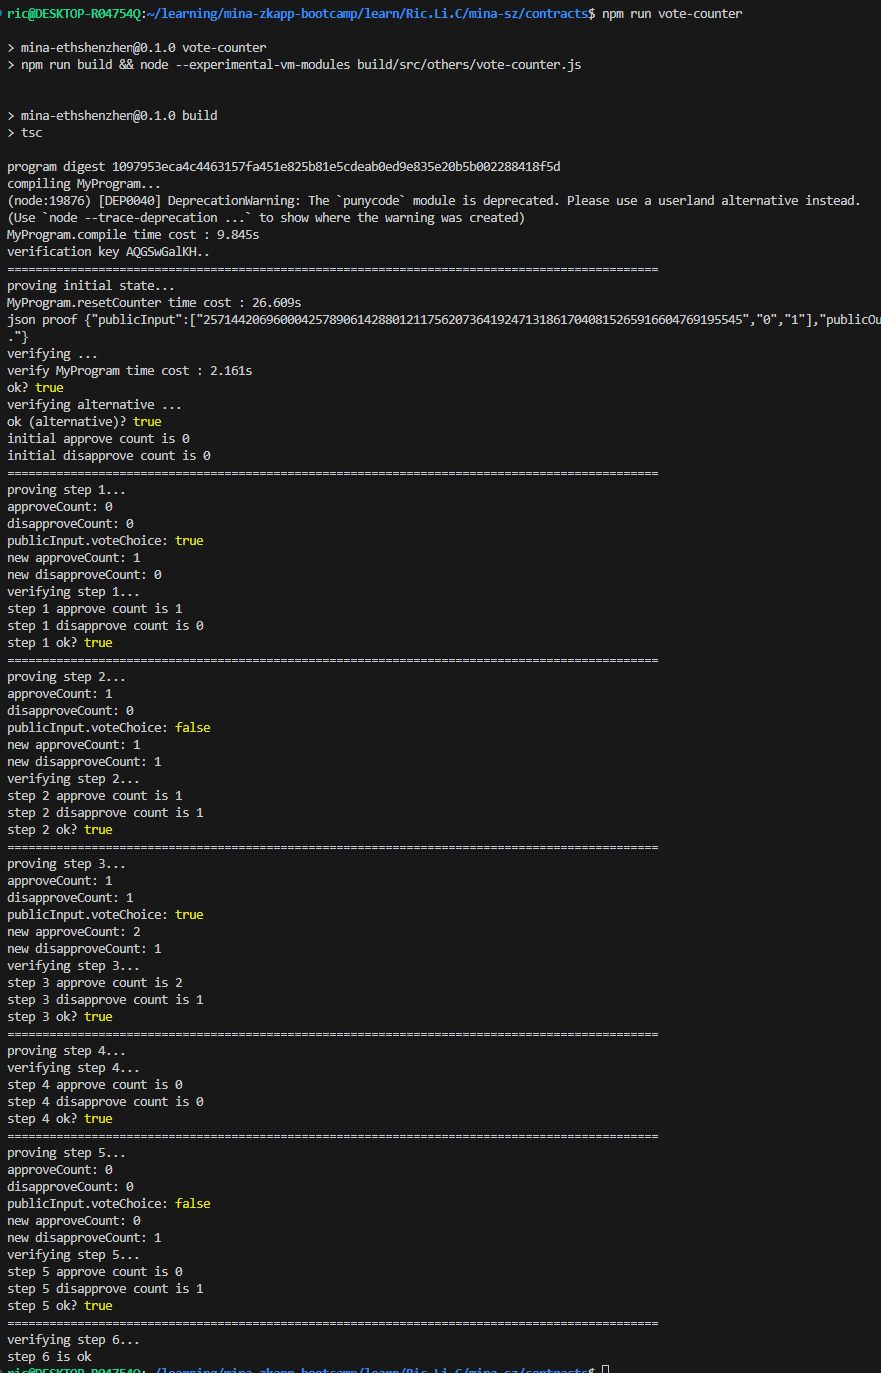 ric@DESKTOP-R04754Q:~/learning/mina-zkapp-bootcamp/learn/Ric.Li.C/mina-sz/contracts$ npm run vote-counter
> mina-ethshenzhen@0.1.0 vote-counter
> npm run build && node --experimental-vm-modules build/src/others/vote-counter.js
> mina-ethshenzhen@0.1.0 build
> tsc
program digest 1097953eca4c4463157fa451e825b81e5cdeab0ed9e835e20b5b002288418f5d
compiling MyProgram...
(node:19876) [DEP0040] DeprecationWarning: The `punycode` module is deprecated. Please use a userland alternative instead.
(Use `node --trace-deprecation ...` to show where the warning was created)
MyProgram.compile time cost : 9.845s
verification key AQGSwGalKH..
=============================================================================================
proving initial state...
MyProgram.resetCounter time cost : 26.609s
json proof {"publicInput":["25714420696000425789061428801211756207364192471318617040815265916604769195545","0","1"],"publicOu
."}
verifying ...
verify MyProgram time cost : 2.161s
ok? true
verifying alternative ...
ok (alternative)? true
initial approve count is 0
initial disapprove count is 0
=============================================================================================
proving step 1...
approveCount: 0
disapproveCount: 0
publicInput.voteChoice: true
new approveCount: 1
new disapproveCount: 0
verifying step 1...
step 1 approve count is 1
step 1 disapprove count is 0
step 1 ok? true
=============================================================================================
proving step 2...
approveCount: 1
disapproveCount: 0
publicInput.voteChoice: false
new approveCount: 1
new disapproveCount: 1
verifying step 2...
step 2 approve count is 1
step 2 disapprove count is 1
step 2 ok? true
=============================================================================================
proving step 3...
approveCount: 1
disapproveCount: 1
publicInput.voteChoice: true
new approveCount: 2
new disapproveCount: 1
verifying step 3...
step 3 approve count is 2
step 3 disapprove count is 1
step 3 ok? true
=============================================================================================
proving step 4...
verifying step 4...
step 4 approve count is 0
step 4 disapprove count is 0
step 4 ok? true
=============================================================================================
proving step 5...
approveCount: 0
disapproveCount: 0
publicInput.voteChoice: false
new approveCount: 0
new disapproveCount: 1
verifying step 5...
step 5 approve count is 0
step 5 disapprove count is 1
step 5 ok? true
=============================================================================================
verifying step 6...
step 6 is ok
ric@DESKTOP-R04754Q:~/learning/mina-zkapp-bootcamp/learn/Ric.Li.C/mina-sz/contracts$